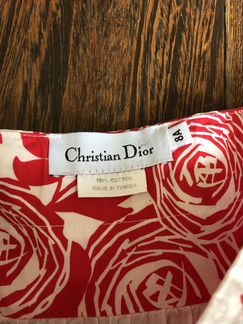 Christian Dior
8A
100% COTTON
MADE IN TUNISIA